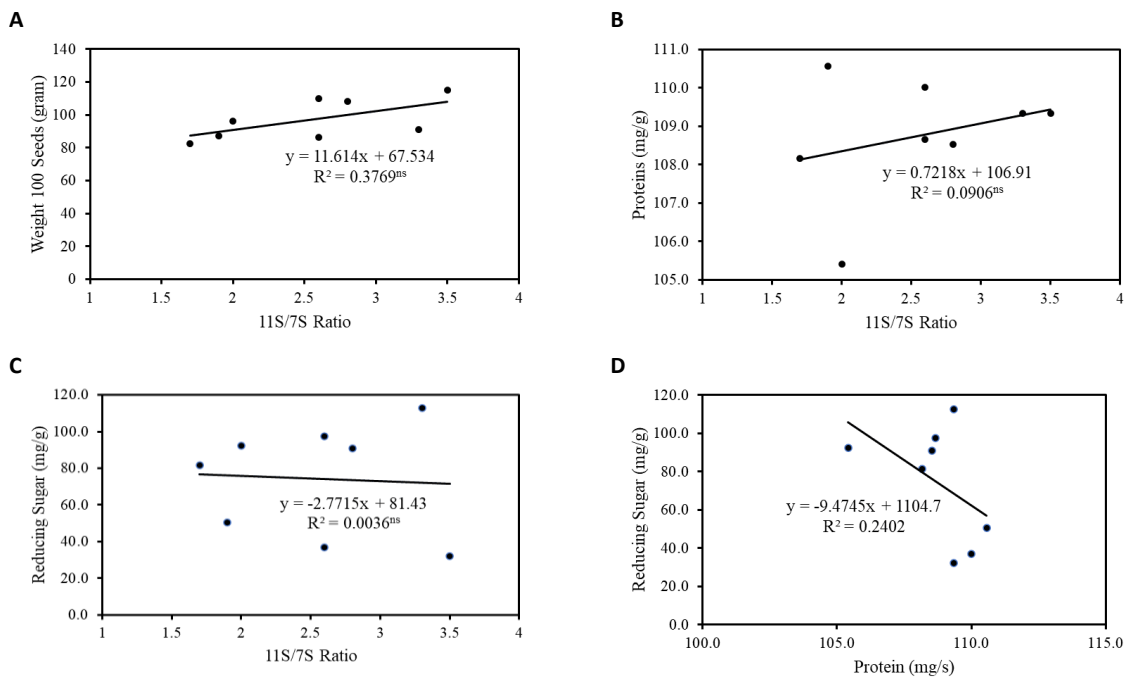 A
140
120
100
80
60
40
20
0
Weight 100 Seeds (gram)
y = 11.614x + 67.534
R² = 0.3769ns
1 1.5 2 2.5 3 3.5 4
11S/7S Ratio
B
111.0
110.0
109.0
108.0
107.0
106.0
105.0
Proteins (mg/g)
y = 0.7218x + 106.91
R² = 0.0906ns
1 1.5 2 2.5 3 3.5 4
11S/7S Ratio
C
120.0
100.0
80.0
60.0
40.0
20.0
0.0
Reducing Sugar (mg/g)
y = -2.7715x + 81.43
R² = 0.0036ns
1 1.5 2 2.5 3 3.5 4
11S/7S Ratio
D
120.0
100.0
80.0
60.0
40.0
20.0
0.0
Reducing Sugar (mg/g)
y = -9.4745x + 1104.7
R² = 0.2402
100.0 105.0 110.0 115.0
Protein (mg/s)